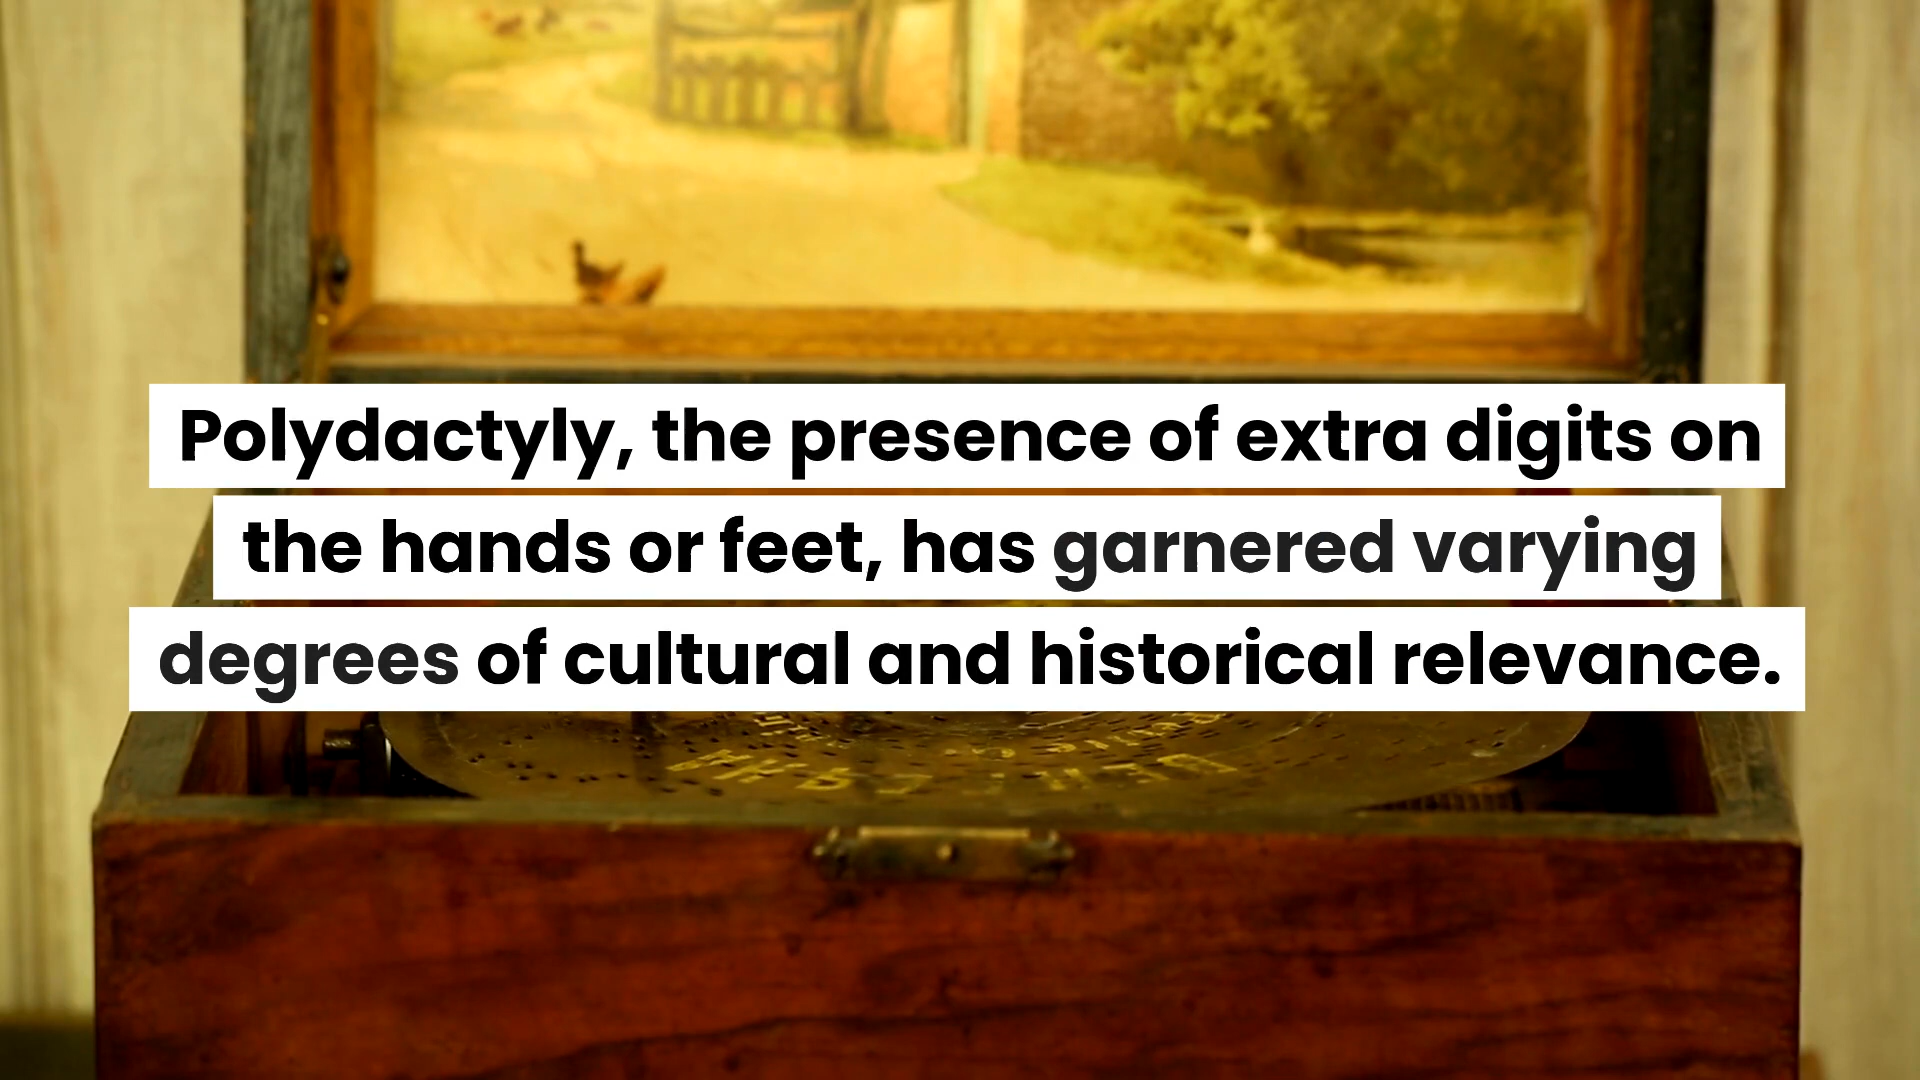 Polydactyly, the presence of extra digits on
the hands or feet, has garnered varying
degrees of cultural and historical relevance.